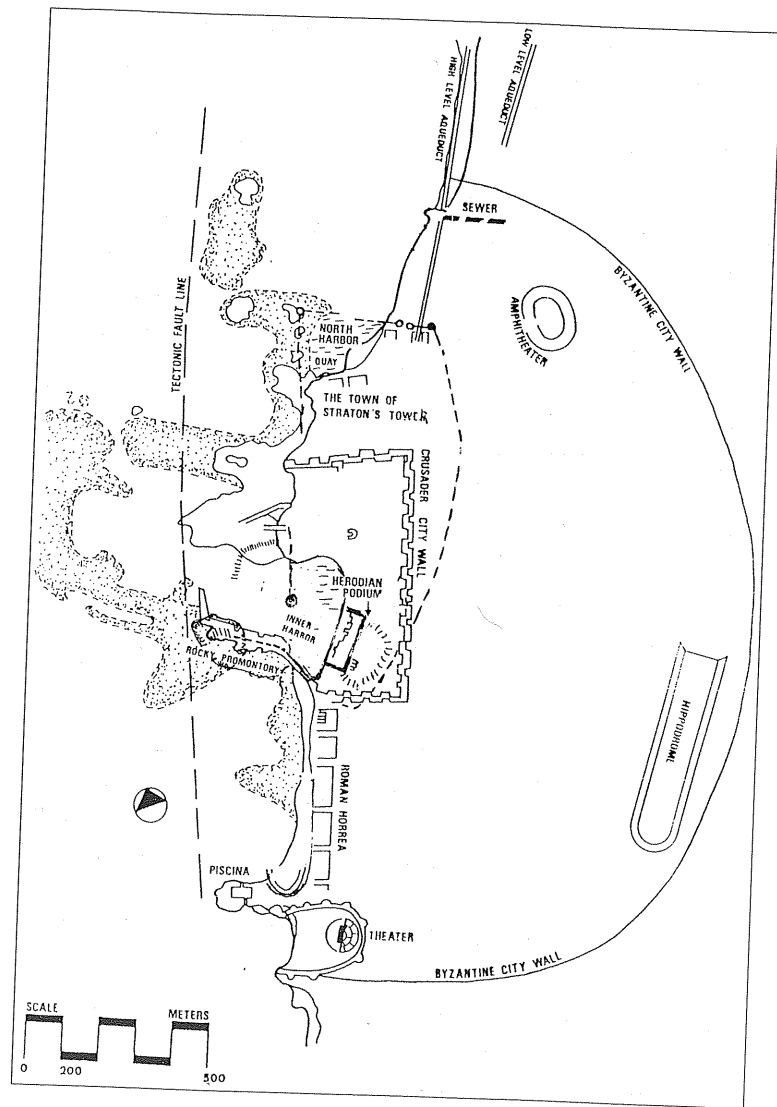 LOW LEVEL AQUEDUCT
HIGH LEVEL AQUEDUCT
SEWER
BYZANTINE CITY WALL
AMPHITHEATER
TECTONIC FAULT LINE
NORTH
HARBOR
QUAY
THE TOWN OF
STRATON'S TOWER
CRUSADER CITY WALL
HERODIAN
PODIUM
INNER
HARBOR
ROCKY PROMONTORY
HIPPODROME
ROMAN HORREA
PISCINA
THEATER
BYZANTINE CITY WALL
SCALE
METERS
0 200 500